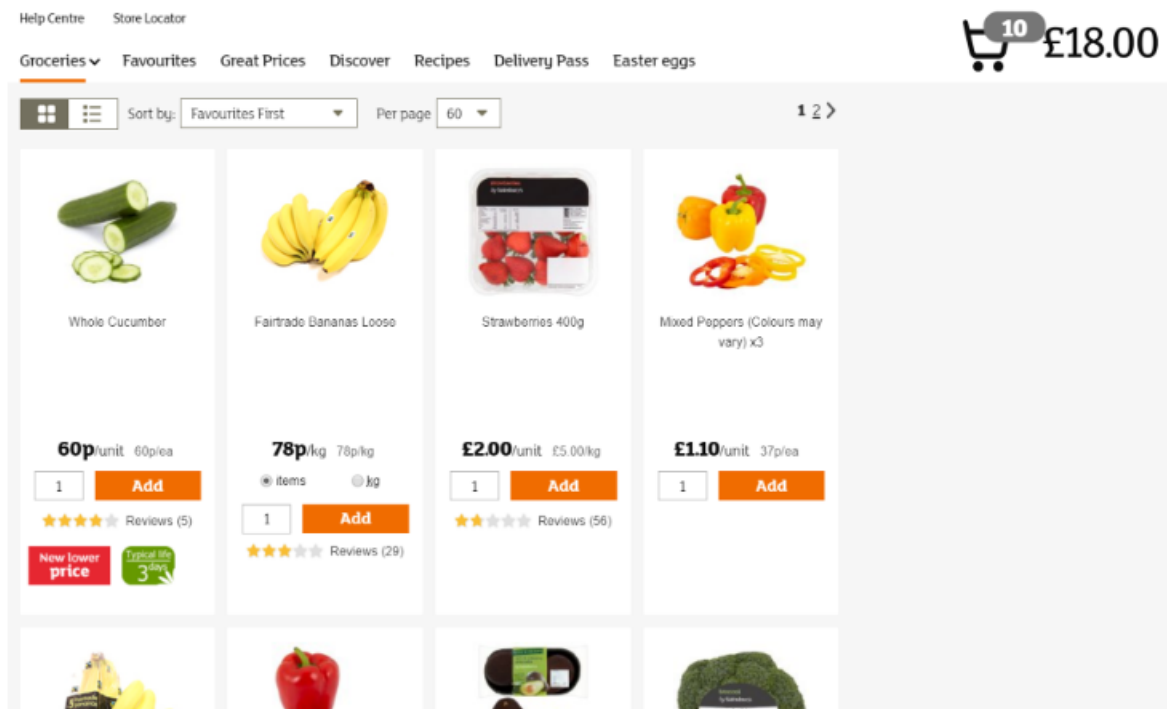 Help Centre Store Locator
10 £18.00
Groceries Favourites Great Prices Discover Recipes Delivery Pass Easter eggs
Sort by: Favourites First Per page 60 1 2
Whole Cucumber
60p/unit 60p/ea
1 Add
Reviews (5)
New lower
price
Typical life
3 days
Fairtrade Bananas Loose
78p/kg 78p/kg
items kg
1 Add
Reviews (29)
Strawberries 400g
£2.00/unit £5.00/kg
1 Add
Reviews (56)
Mixed Peppers (Colours may
vary) x3
£1.10/unit 37p/ea
1 Add